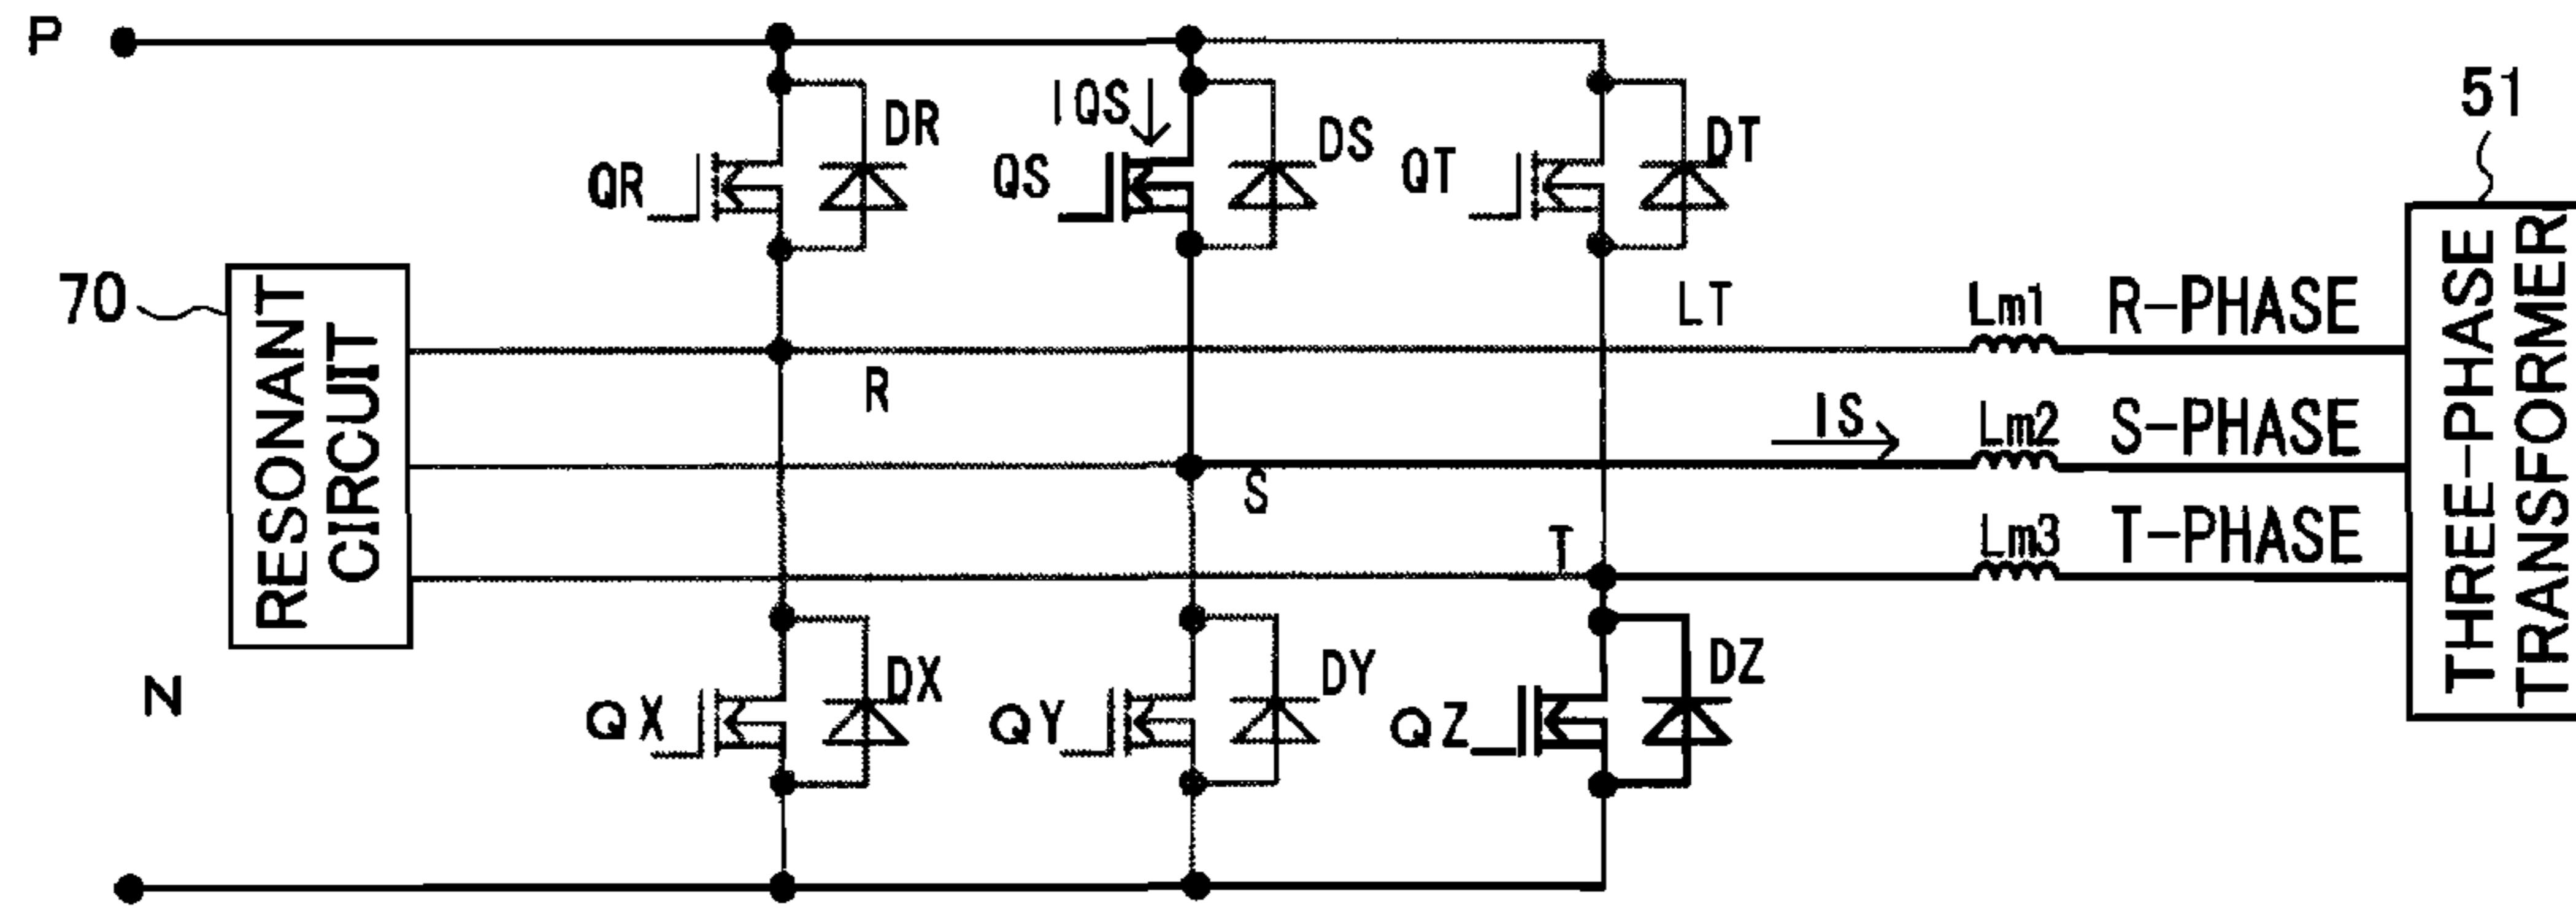 P
51
IQS
DR
DS
DT
QR
QS
QT
70
RESONANT
CIRCUIT
LT
Lm1
R-PHASE
R
IS
Lm2
S-PHASE
S
T
Lm3
T-PHASE
THREE-PHASE
TRANSFORMER
N
DX
DY
DZ
QX
QY
QZ